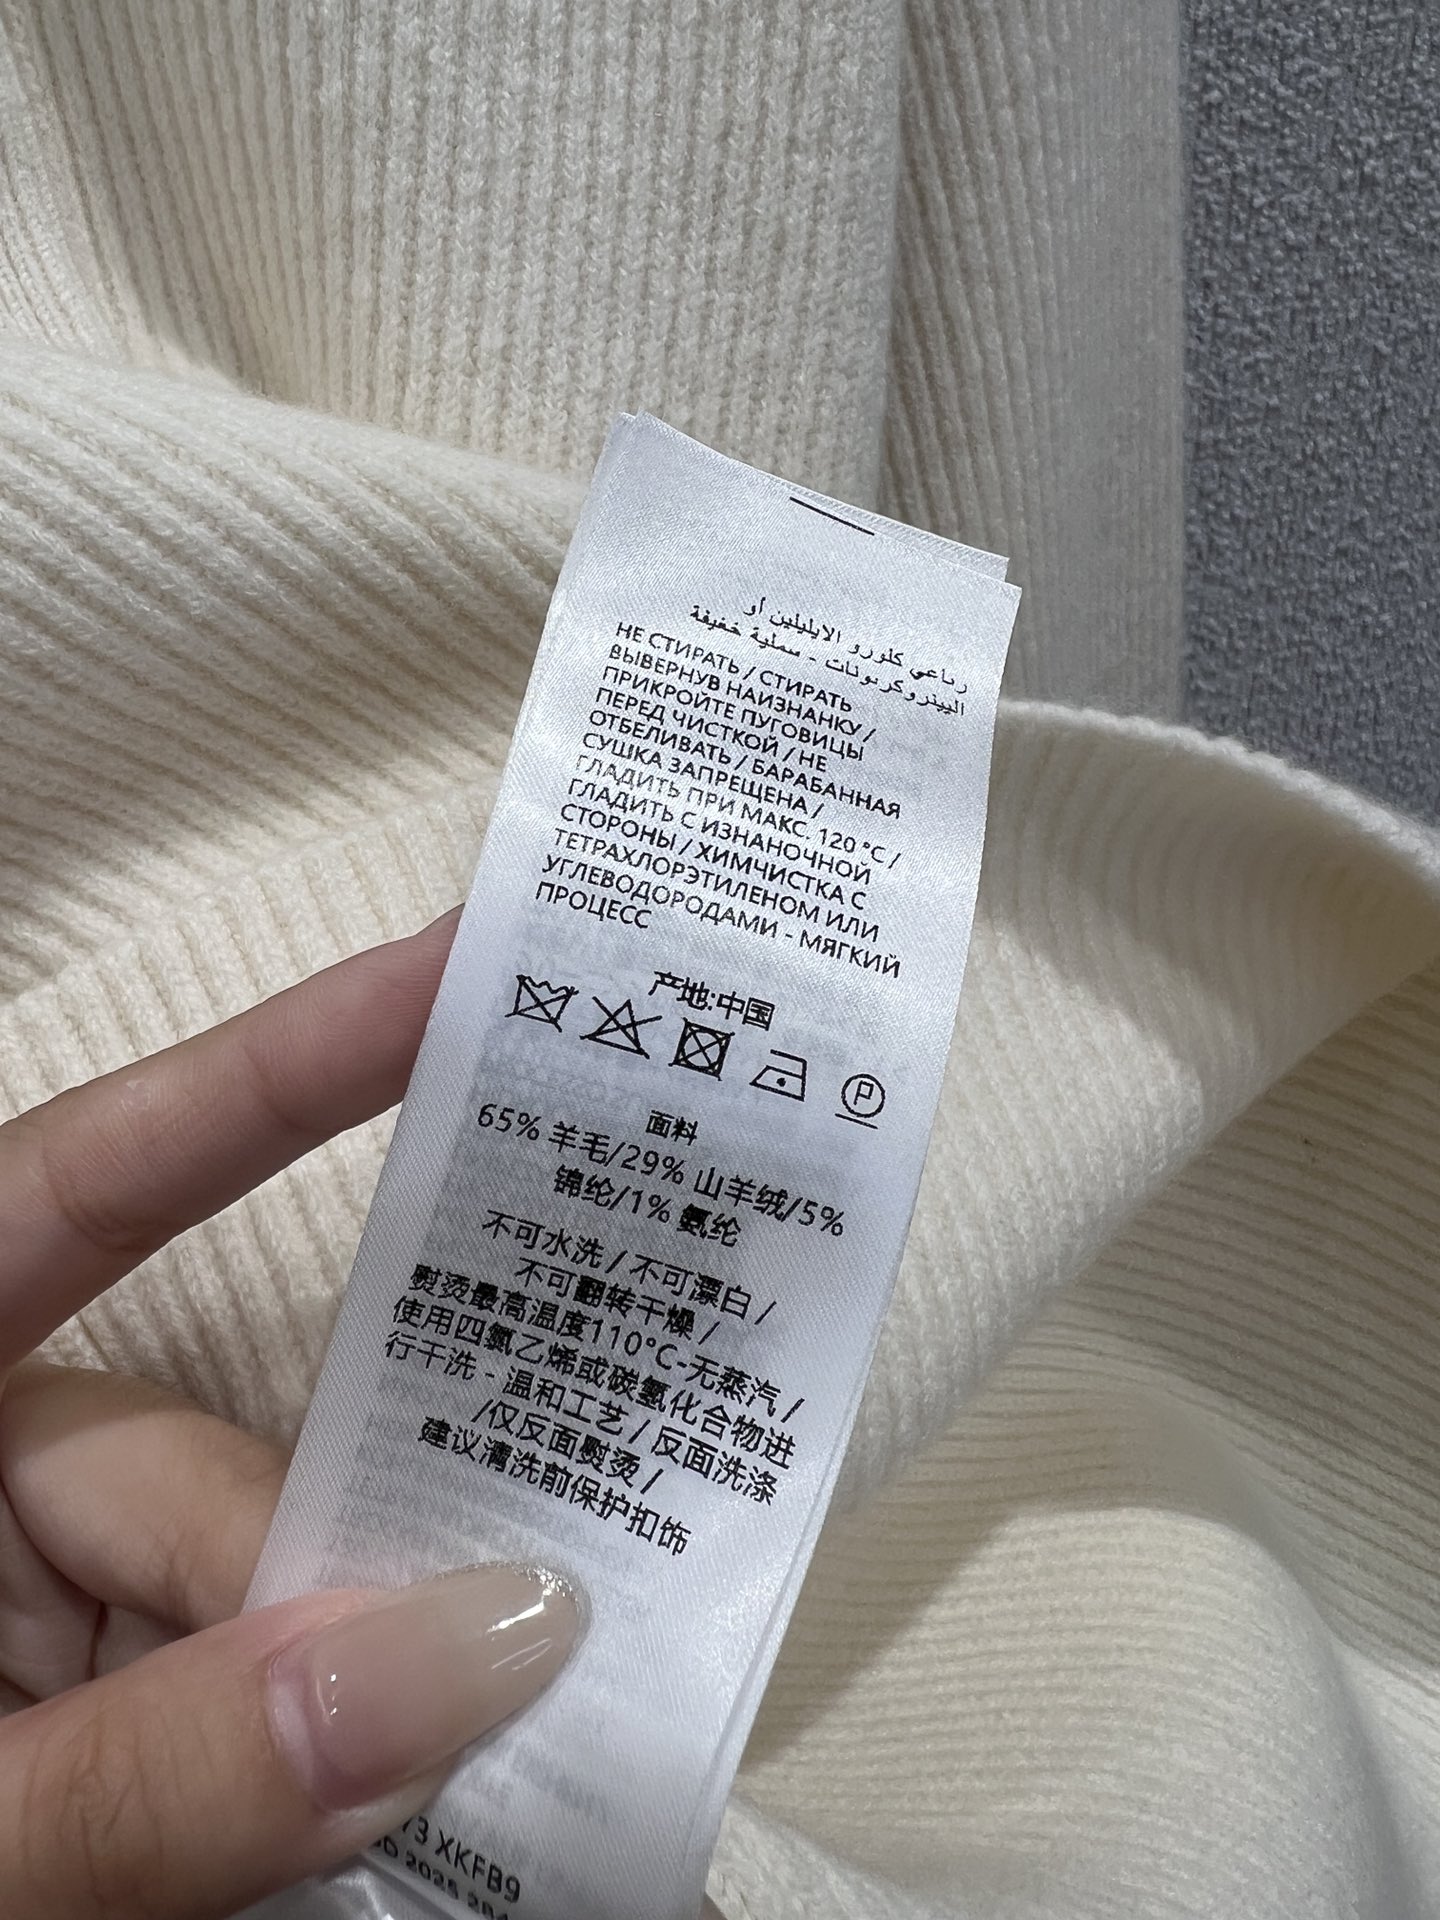 رباعي كلورو الايليلين أو
الهيدروكربونات - عملية خفيفة
НЕ СТИРАТЬ / СТИРАТЬ
ВЫВЕРНУВ НАИЗНАНКУ /
ПРИКРОЙТЕ ПУГОВИЦЫ
ПЕРЕД ЧИСТКОЙ / НЕ
ОТБЕЛИВАТЬ / БАРАБАННАЯ
СУШКА ЗАПРЕЩЕНА /
ГЛАДИТЬ ПРИ МАКС. 120 °C /
ГЛАДИТЬ С ИЗНАНОЧНОЙ
СТОРОНЫ / ХИМЧИСТКА С
ТЕТРАХЛОРЭТИЛЕНОМ ИЛИ
УГЛЕВОДОРОДАМИ - МЯГКИЙ
ПРОЦЕСС
产地:中国
P
面料
65% 羊毛/29% 山羊绒/5%
锦纶/1% 氨纶
不可水洗 / 不可漂白 /
不可翻转干燥 /
熨烫最高温度110°C-无蒸汽 /
使用四氯乙烯或碳氢化合物进
行干洗 - 温和工艺 / 反面洗涤
/仅反面熨烫 /
建议清洗前保护扣饰
73 XKFB9
2025